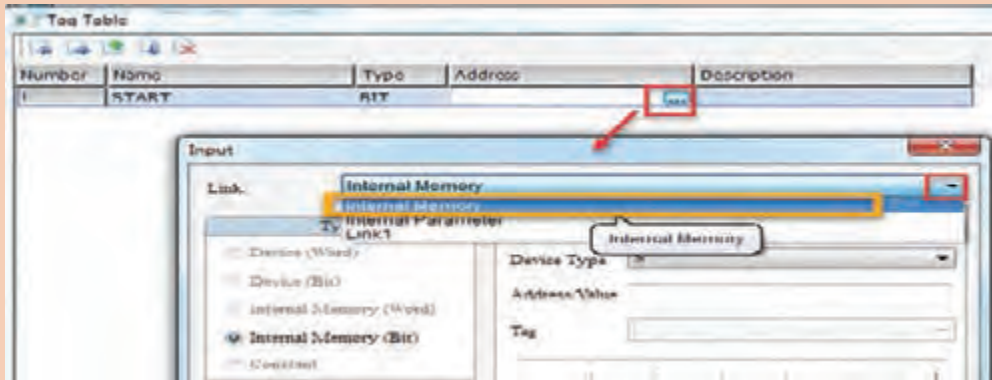 Tag Table
Number Name Type Address Description
1 START BIT ...
Input
Link Internal Memory
Internal Memory
Internal Parameter
Link1
Internal Memory
Device (Word)
Device Type
Device (Bit)
Address Value
Internal Memory (Word)
Internal Memory (Bit)
Tag
Constant